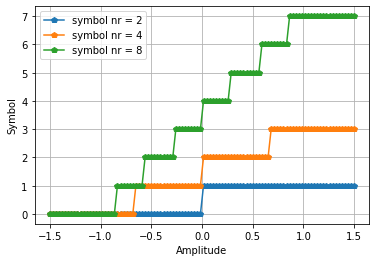 symbol nr = 2
symbol nr = 4
symbol nr = 8
Symbol
7
6
5
4
3
2
1
0
−1.5 −1.0 −0.5 0.0 0.5 1.0 1.5
Amplitude